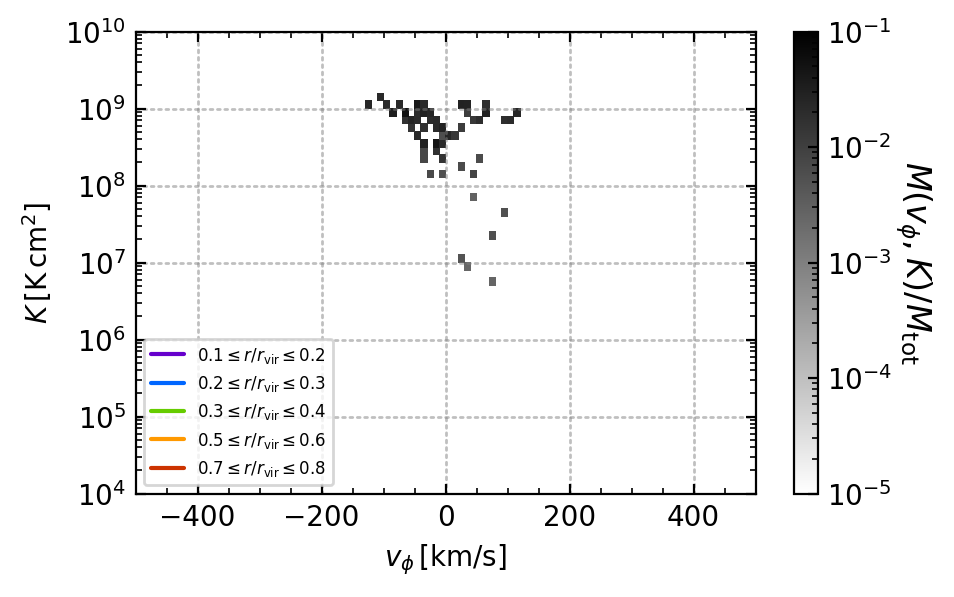 10^10
10^9
10^8
10^7
10^6
10^5
10^4
K [K cm^2]
0.1 ≤ r/r_vir ≤ 0.2
0.2 ≤ r/r_vir ≤ 0.3
0.3 ≤ r/r_vir ≤ 0.4
0.5 ≤ r/r_vir ≤ 0.6
0.7 ≤ r/r_vir ≤ 0.8
−400 −200 0 200 400
v_ϕ [km/s]
10^−1
10^−2
10^−3
10^−4
10^−5
M(v_ϕ, K)/M_tot